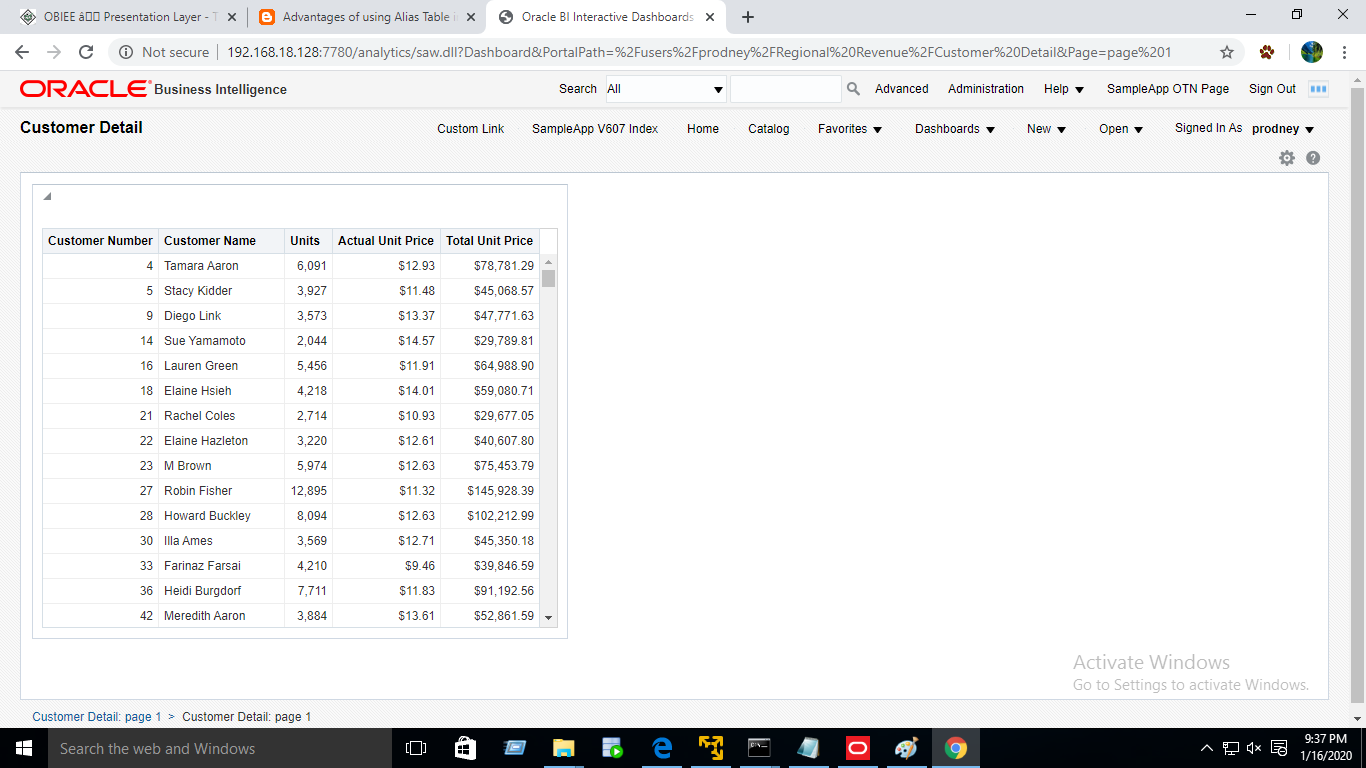 OBIEE â Presentation Layer - T
Advantages of using Alias Table i
Oracle BI Interactive Dashboards
Not secure 192.168.18.128:7780/analytics/saw.dll?Dashboard&PortalPath=%2Fusers%2Fprodney%2FRegional%20Revenue%2FCustomer%20Detail&Page=page%201
ORACLE Business Intelligence
Search All Advanced Administration Help SampleApp OTN Page Sign Out
Customer Detail
Custom Link SampleApp V607 Index Home Catalog Favorites Dashboards New Open Signed In As prodney
Customer Number Customer Name Units Actual Unit Price Total Unit Price
4 Tamara Aaron 6,091 $12.93 $78,781.29
5 Stacy Kidder 3,927 $11.48 $45,068.57
9 Diego Link 3,573 $13.37 $47,771.63
14 Sue Yamamoto 2,044 $14.57 $29,789.81
16 Lauren Green 5,456 $11.91 $64,988.90
18 Elaine Hsieh 4,218 $14.01 $59,080.71
21 Rachel Coles 2,714 $10.93 $29,677.05
22 Elaine Hazleton 3,220 $12.61 $40,607.80
23 M Brown 5,974 $12.63 $75,453.79
27 Robin Fisher 12,895 $11.32 $145,928.39
28 Howard Buckley 8,094 $12.63 $102,212.99
30 Illa Ames 3,569 $12.71 $45,350.18
33 Farinaz Farsai 4,210 $9.46 $39,846.59
36 Heidi Burgdorf 7,711 $11.83 $91,192.56
42 Meredith Aaron 3,884 $13.61 $52,861.59
Activate Windows
Go to Settings to activate Windows.
Customer Detail: page 1 > Customer Detail: page 1
Search the web and Windows
9:37 PM
1/16/2020